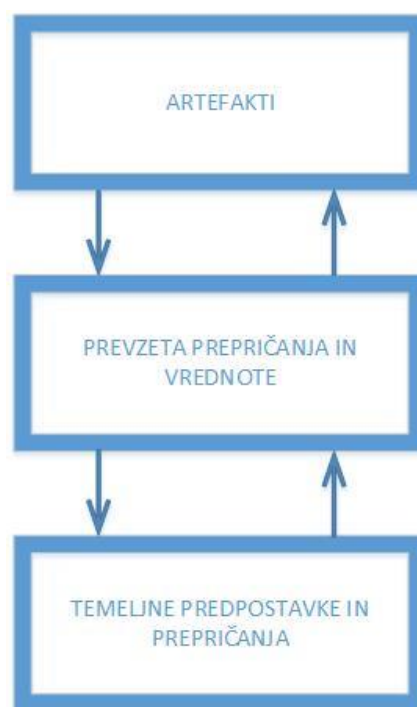 ARTEFAKTI
PREVZETA PREPRIČANJA IN
VREDNOTE
TEMELJNE PREDPOSTAVKE IN
PREPRIČANJA